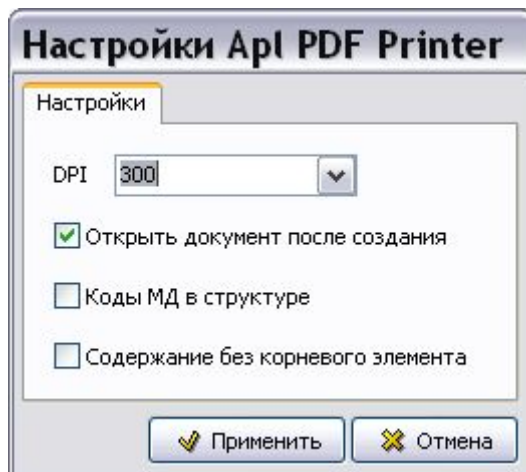 Настройки Apl PDF Printer
Настройки
DPI 300
Открыть документ после создания
Коды МД в структуре
Содержание без корневого элемента
Применить Отмена